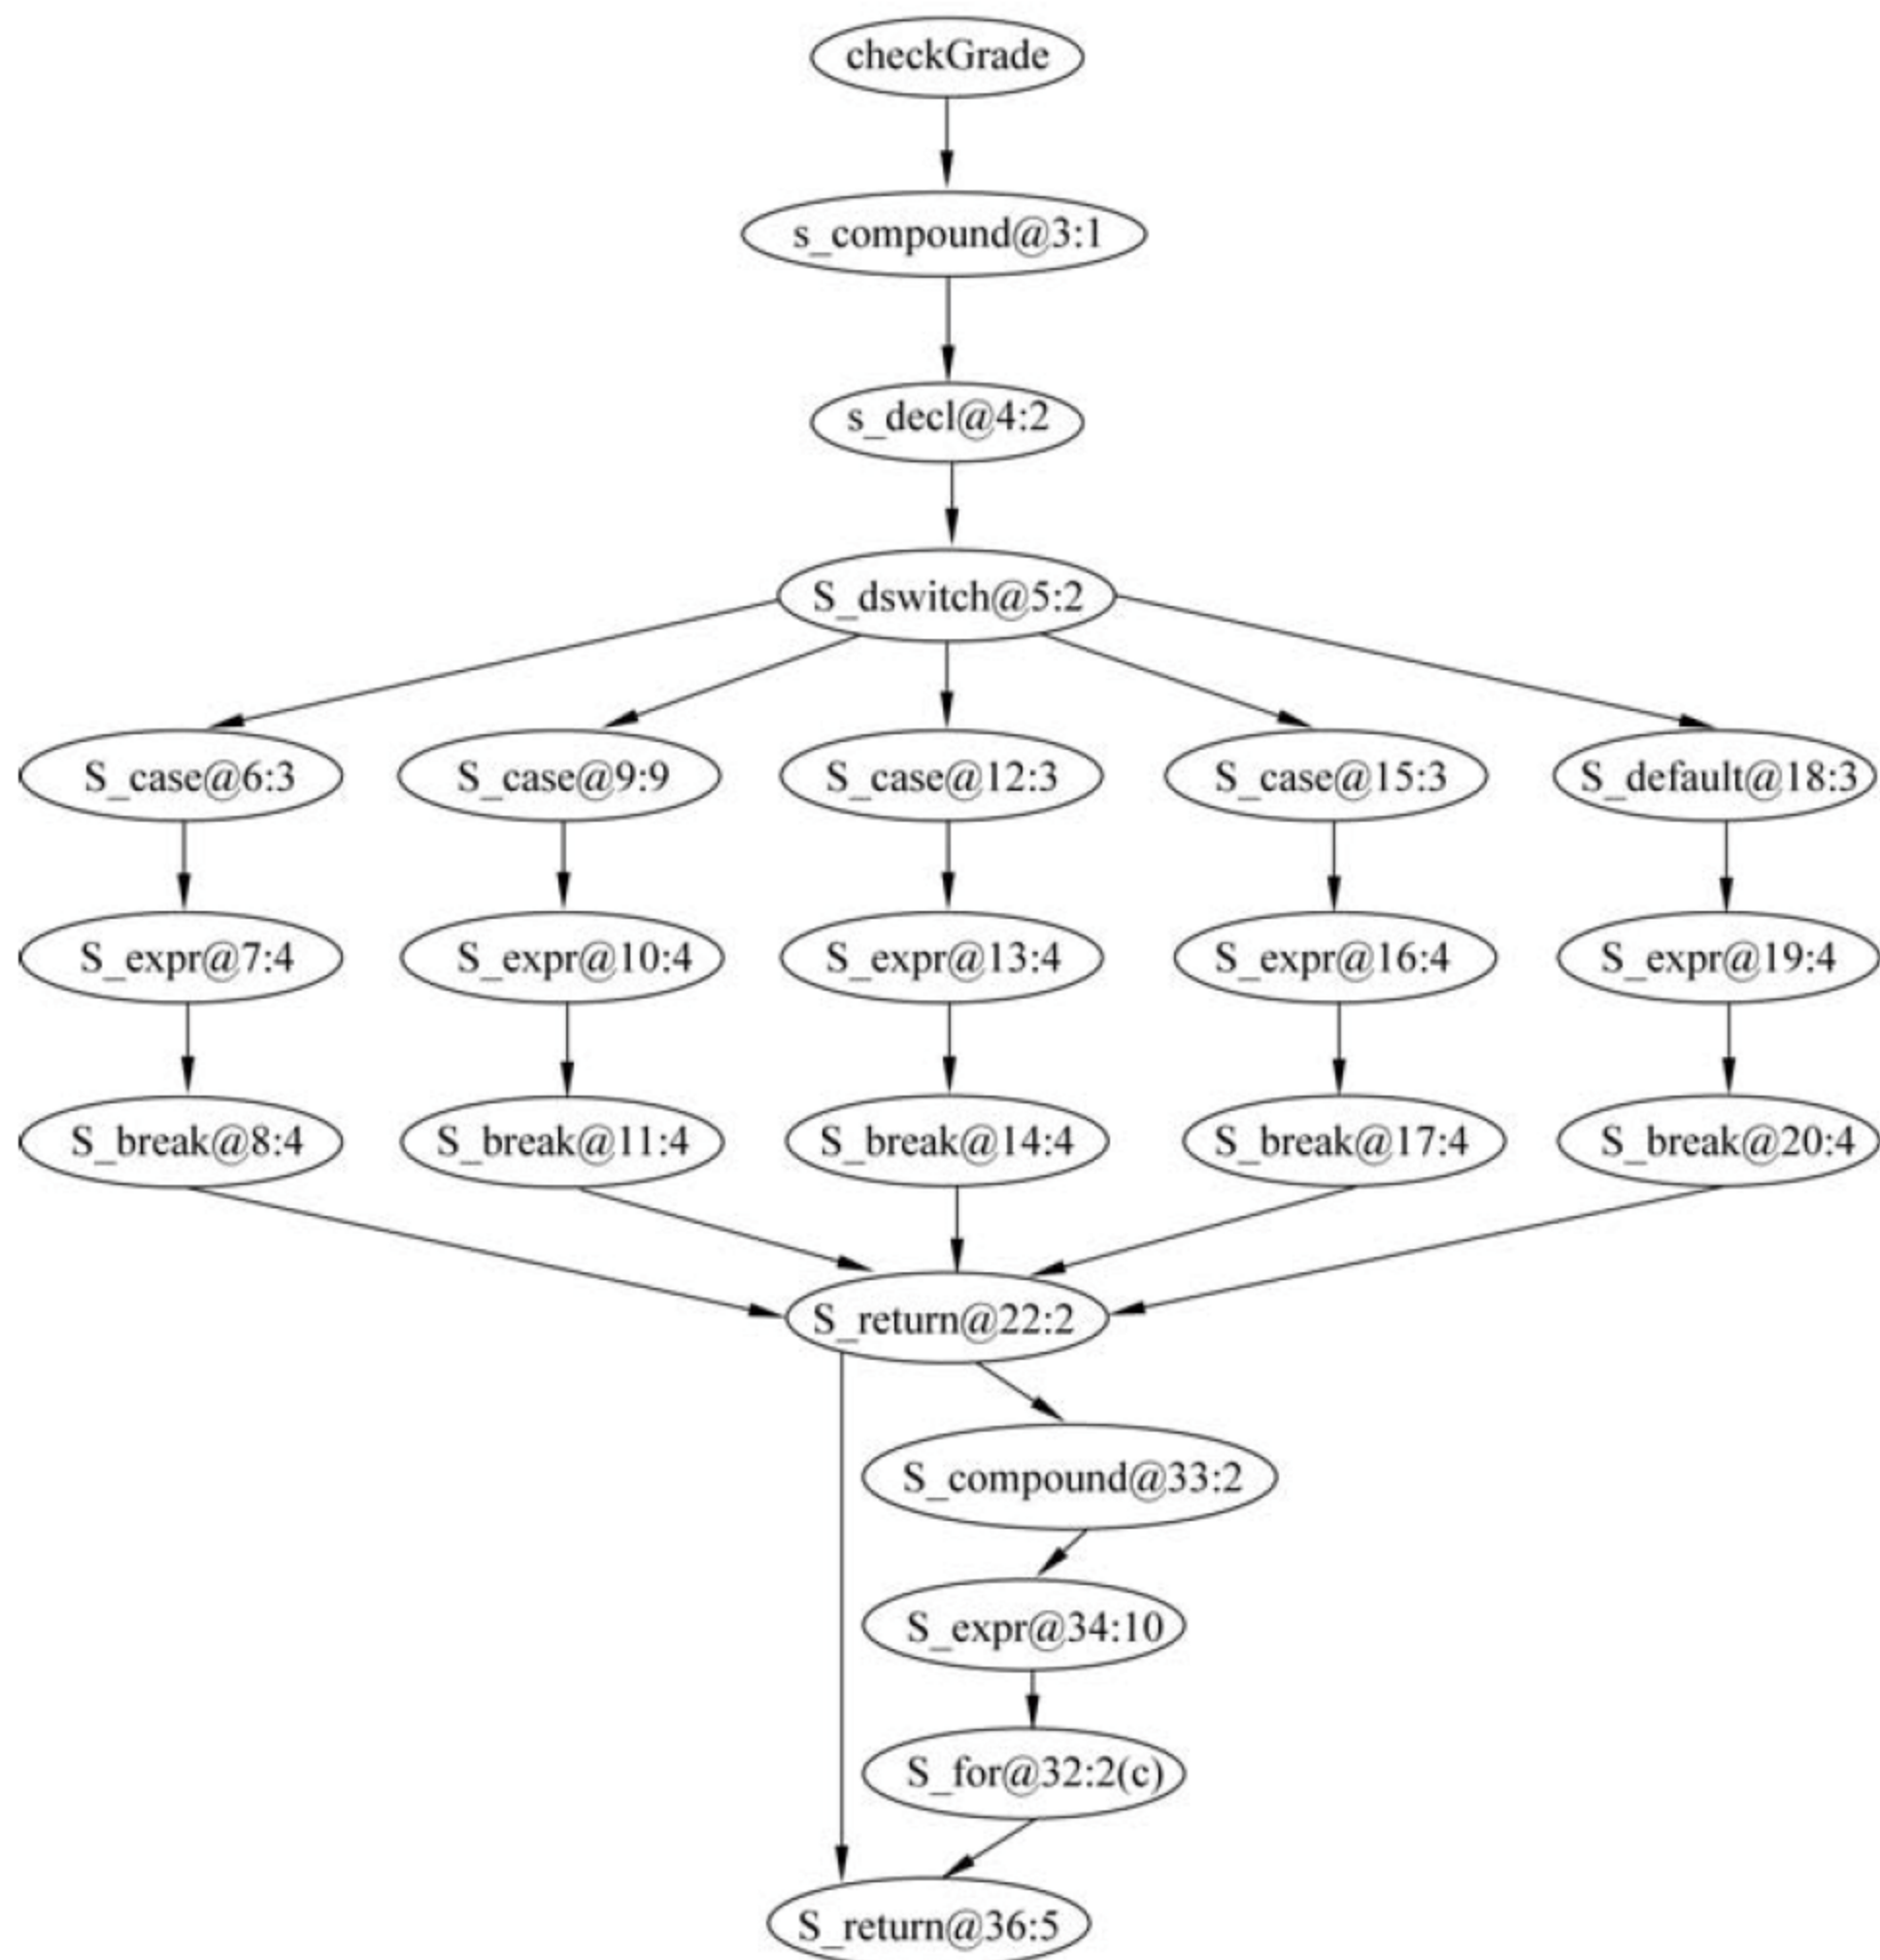 checkGrade
s_compound@3:1
s_decl@4:2
S_dswitch@5:2
S_case@6:3 S_case@9:9 S_case@12:3 S_case@15:3 S_default@18:3
S_expr@7:4 S_expr@10:4 S_expr@13:4 S_expr@16:4 S_expr@19:4
S_break@8:4 S_break@11:4 S_break@14:4 S_break@17:4 S_break@20:4
S_return@22:2
S_compound@33:2
S_expr@34:10
S_for@32:2(c)
S_return@36:5